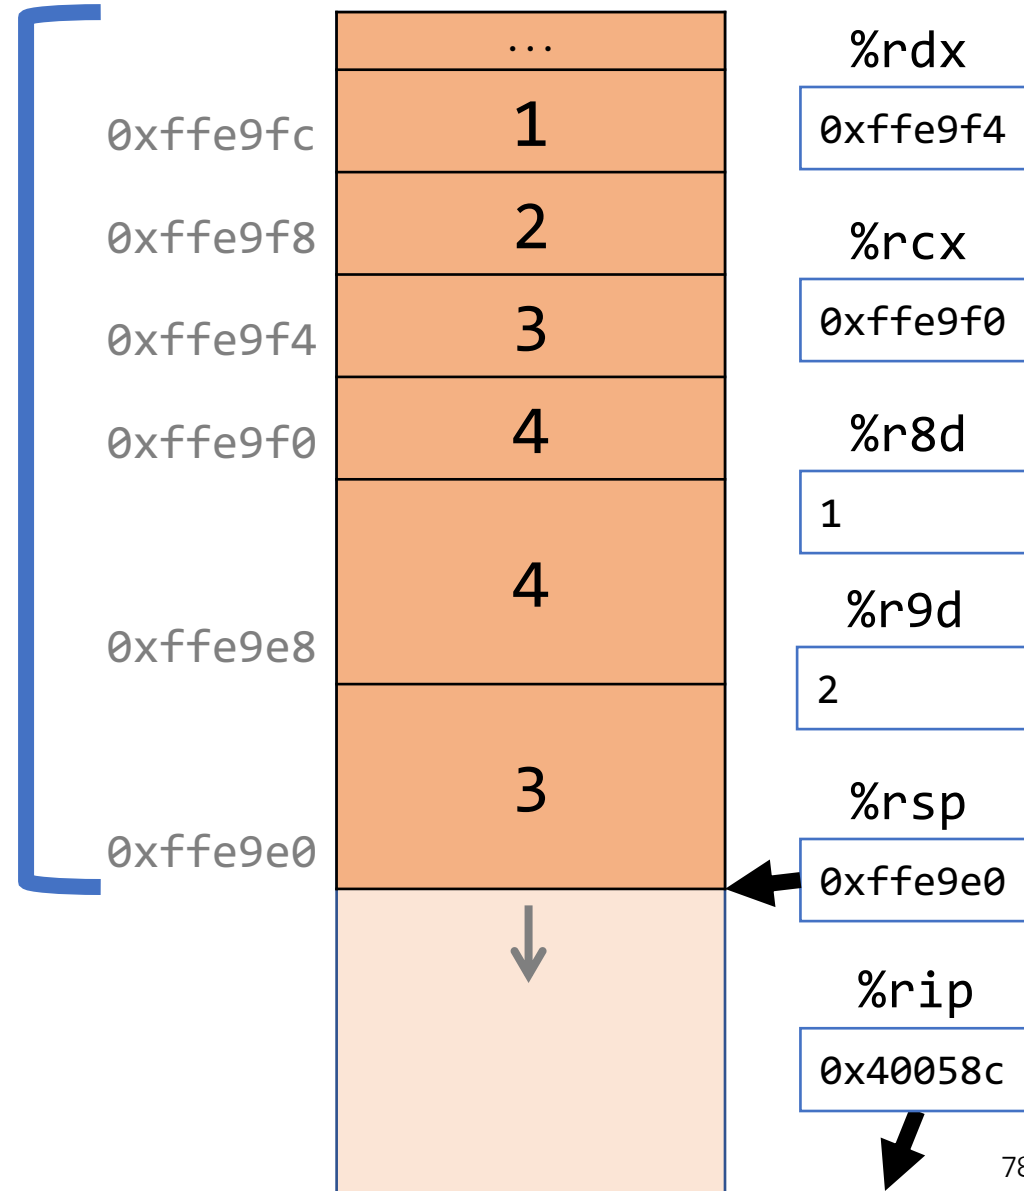 ...
0xffe9fc 1
0xffe9f8 2
0xffe9f4 3
0xffe9f0 4
0xffe9e8 4
0xffe9e0 3
%rdx
0xffe9f4
%rcx
0xffe9f0
%r8d
1
%r9d
2
%rsp
0xffe9e0
%rip
0x40058c
78